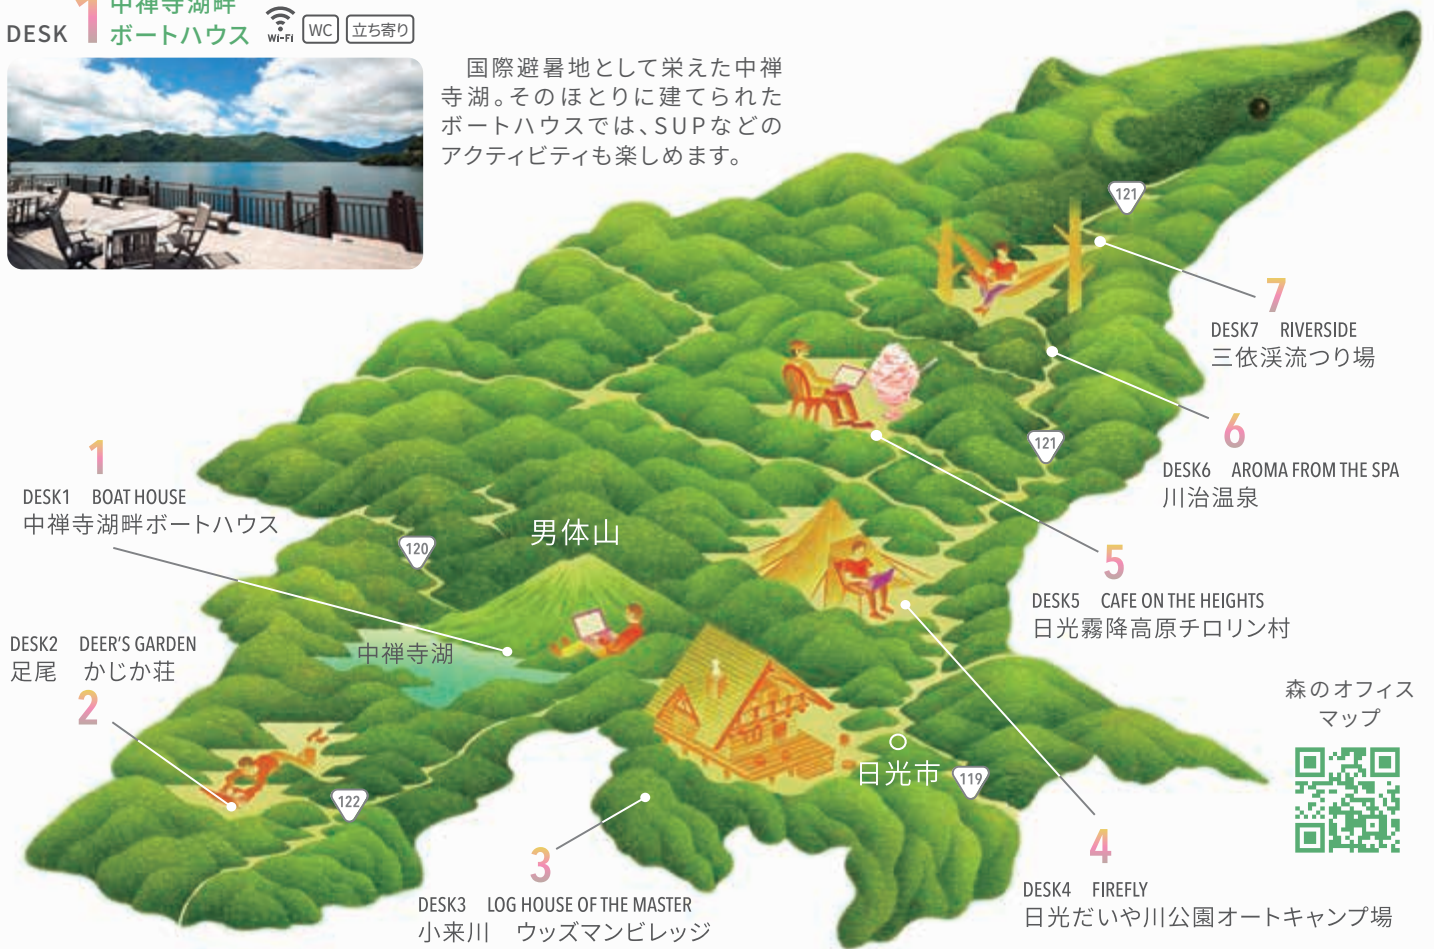 DESK 1 中禅寺湖畔
ボートハウス Wi-Fi WC 立ち寄り
国際避暑地として栄えた中禅
寺湖。そのほとりに建てられた
ボートハウスでは、SUPなどの
アクティビティも楽しめます。
121
7
DESK7 RIVERSIDE
三依渓流つり場
6
DESK6 AROMA FROM THE SPA
川治温泉
121
1
DESK1 BOAT HOUSE
中禅寺湖畔ボートハウス
120
男体山
5
DESK5 CAFE ON THE HEIGHTS
日光霧降高原チロリン村
DESK2 DEER'S GARDEN
足尾 かじか荘
2
中禅寺湖
森のオフィス
マップ
日光市
119
122
3
DESK3 LOG HOUSE OF THE MASTER
小来川 ウッズマンビレッジ
4
DESK4 FIREFLY
日光だいや川公園オートキャンプ場